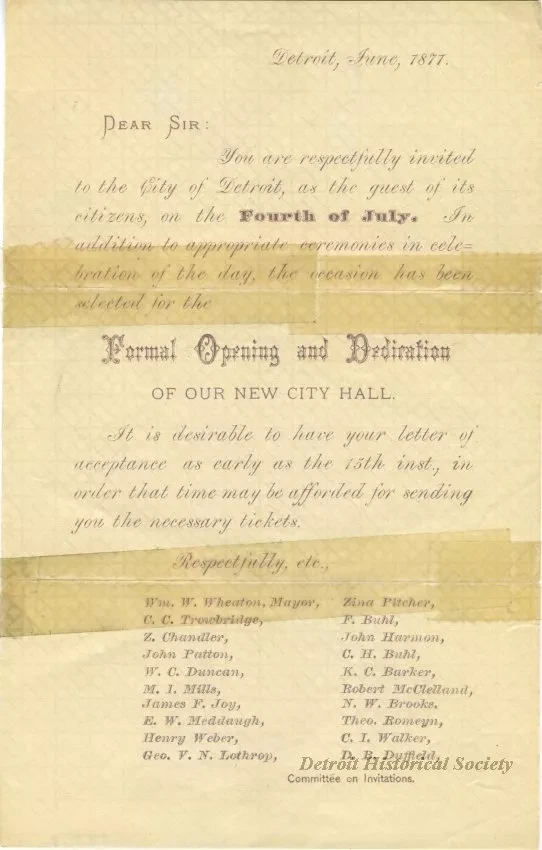 Detroit, June, 1871.
DEAR SIR:
You are respectfully invited
to the City of Detroit, as the guest of its
citizens, on the Fourth of July. In
addition to appropriate ceremonies in cele=
bration of the day, the occasion has been
selected for the
Formal Opening and Dedication
OF OUR NEW CITY HALL.
It is desirable to have your letter of
acceptance as early as the 15th inst., in
order that time may be afforded for sending
you the necessary tickets.
Respectfully, etc.,
Wm. W. Wheaton, Mayor, Zina Pitcher,
C. C. Trowbridge, F. Buhl,
Z. Chandler, John Harmon,
John Patton, C. H. Buhl,
W. C. Duncan, K. C. Barker,
M. I. Mills, Robert McClelland,
James F. Joy, N. W. Brooks,
E. W. Meddaugh, Theo. Romeyn,
Henry Weber, C. I. Walker,
Geo. V. N. Lothrop, D. B. Duffield,
Detroit Historical Society
Committee on Invitations.